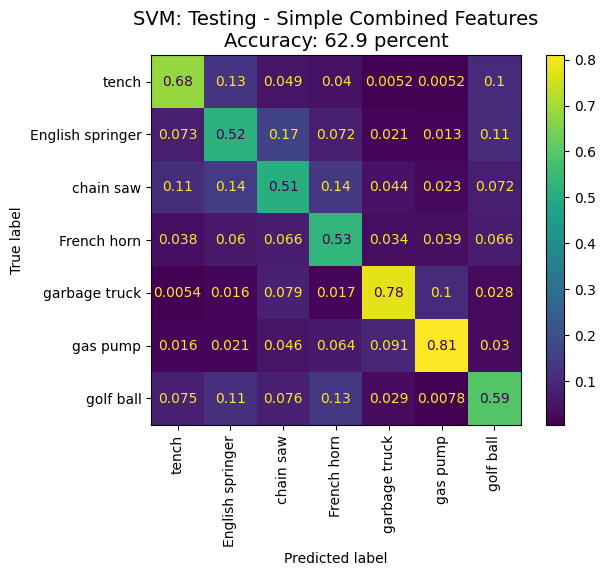 SVM: Testing - Simple Combined Features
Accuracy: 62.9 percent
True label
tench 0.68 0.13 0.049 0.04 0.0052 0.0052 0.1
English springer 0.073 0.52 0.17 0.072 0.021 0.013 0.11
chain saw 0.11 0.14 0.51 0.14 0.044 0.023 0.072
French horn 0.038 0.06 0.066 0.53 0.034 0.039 0.066
garbage truck 0.0054 0.016 0.079 0.017 0.78 0.1 0.028
gas pump 0.016 0.021 0.046 0.064 0.091 0.81 0.03
golf ball 0.075 0.11 0.076 0.13 0.029 0.0078 0.59
tench
English springer
chain saw
French horn
garbage truck
gas pump
golf ball
Predicted label
0.8
0.7
0.6
0.5
0.4
0.3
0.2
0.1